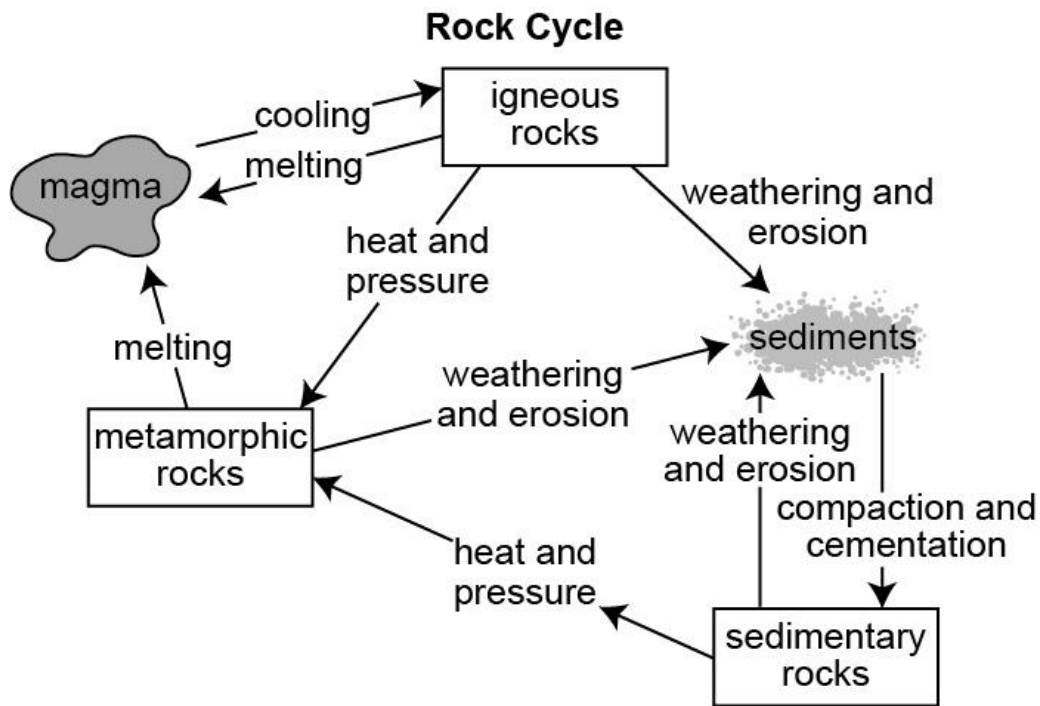 Rock Cycle
igneous
rocks
cooling
melting
magma
weathering and
erosion
heat and
pressure
sediments
melting
weathering
and erosion
metamorphic
rocks
weathering
and erosion
compaction and
cementation
heat and
pressure
sedimentary
rocks